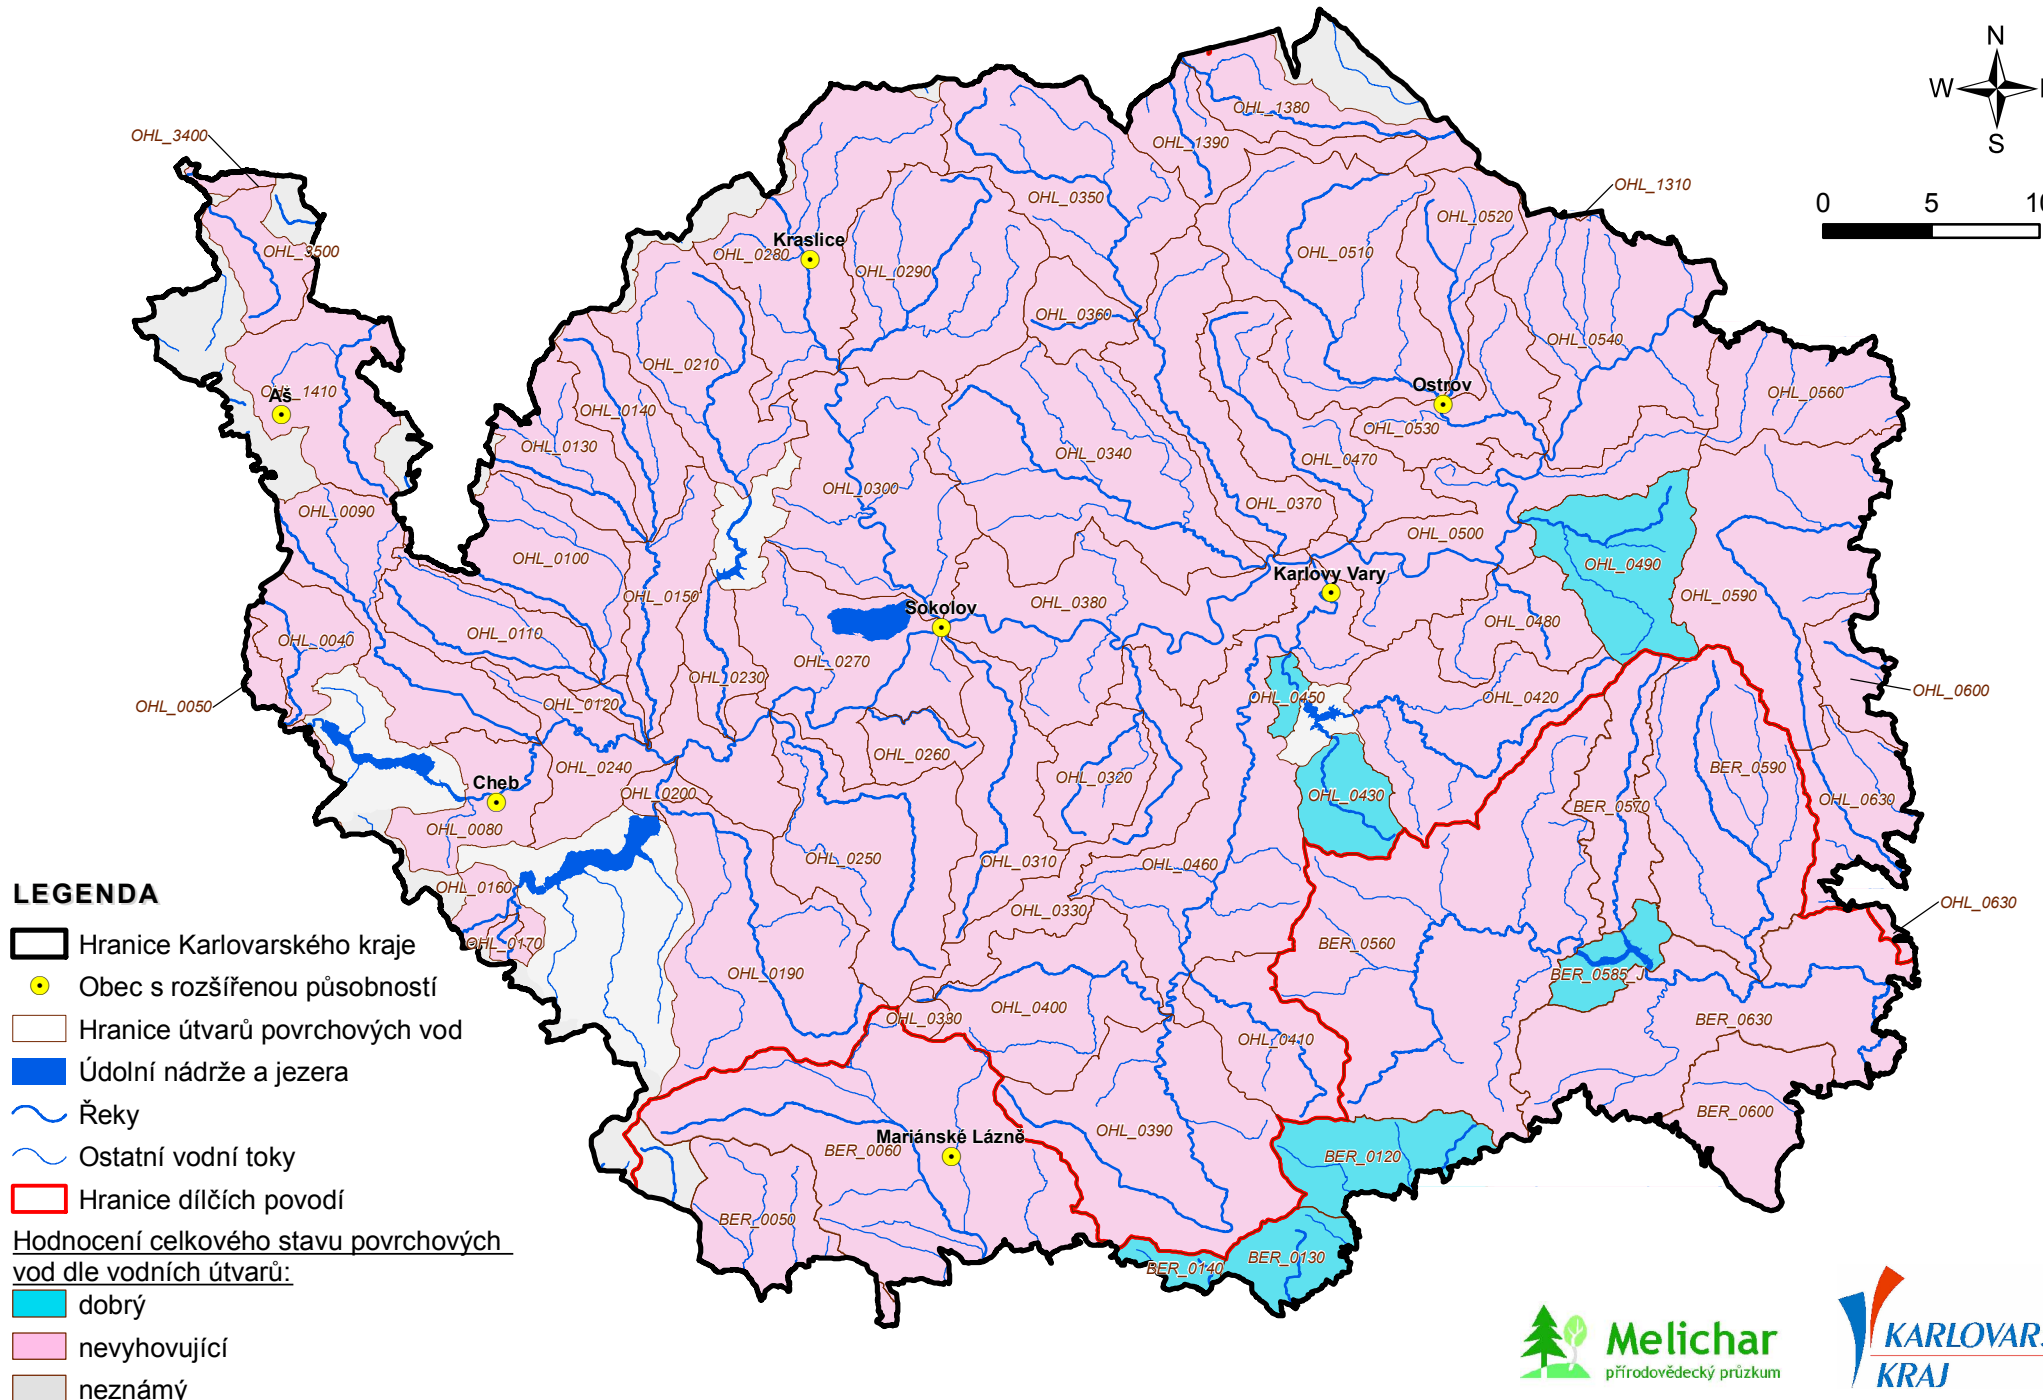 N
W
S
0 5
OHL_3400
OHL_1380
OHL_1390
OHL_1310
OHL_0350
OHL_0520
OHL_3500
Kraslice
OHL_0280
OHL_0290
OHL_0510
OHL_0360
OHL_0540
OHL_0210
Aš
OHL_1410
OHL_0140
Ostrov
OHL_0560
OHL_0530
OHL_0130
OHL_0340
OHL_0470
OHL_0300
OHL_0090
OHL_0370
OHL_0500
OHL_0100
OHL_0490
Karlovy Vary
OHL_0150
Sokolov
OHL_0380
OHL_0590
OHL_0110
OHL_0040
OHL_0480
OHL_0270
OHL_0230
OHL_0600
OHL_0050
OHL_0120
OHL_0450
OHL_0420
OHL_0260
OHL_0240
BER_0590
OHL_0320
Cheb
OHL_0200
OHL_0430
BER_0570
OHL_0630
OHL_0080
OHL_0250
OHL_0310
OHL_0460
OHL_0160
OHL_0630
OHL_0330
OHL_0170
BER_0560
OHL_0190
BER_0585_J
OHL_0400
OHL_0330
BER_0630
OHL_0410
BER_0600
OHL_0390
Mariánské Lázně
BER_0060
BER_0120
BER_0050
BER_0130
BER_0140
LEGENDA
Hranice Karlovarského kraje
Obec s rozšířenou působností
Hranice útvarů povrchových vod
Údolní nádrže a jezera
Řeky
Ostatní vodní toky
Hranice dílčích povodí
Hodnocení celkového stavu povrchových
vod dle vodních útvarů:
dobrý
nevyhovující
neznámý
Melichar
přírodovědecký průzkum
KARLOVAR
KRAJ